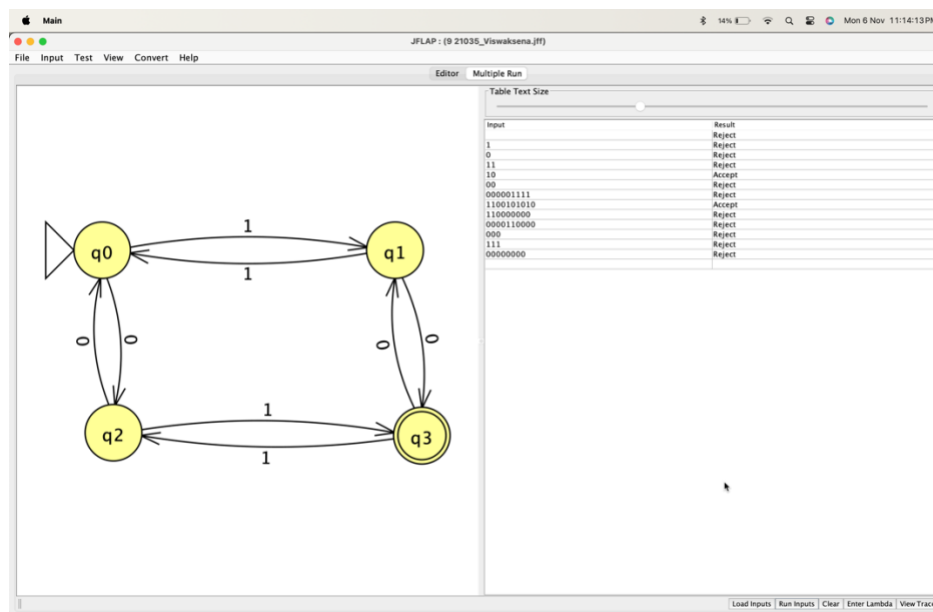 Main 14% Mon 6 Nov 11:14:13PM
JFLAP : (9 21035_Viswaksena.jff)
File Input Test View Convert Help
Editor Multiple Run
Table Text Size
Input Result
Reject
1 Reject
0 Reject
11 Reject
10 Accept
00 Reject
000001111 Reject
1100101010 Accept
110000000 Reject
0000110000 Reject
000 Reject
111 Reject
00000000 Reject
1
q0 q1
1
0 0 0 0
1
q2 q3
1
Load Inputs Run Inputs Clear Enter Lambda View Trace